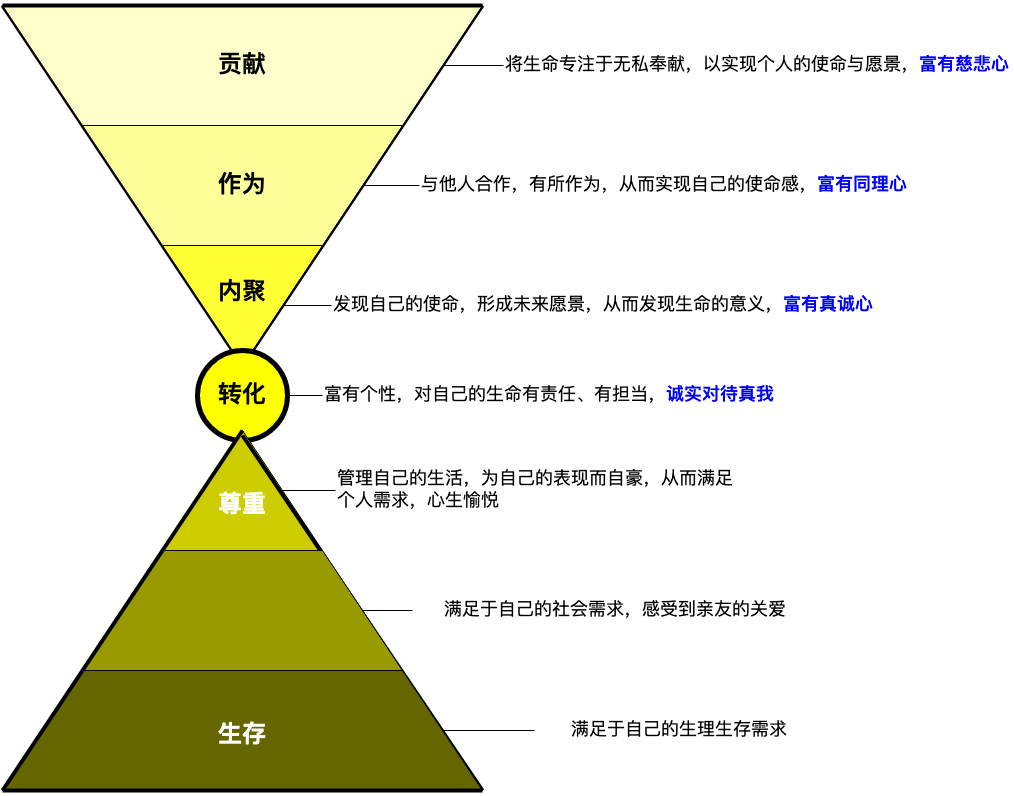 贡献
将生命专注于无私奉献，以实现个人的使命与愿景，富有慈悲心
作为
与他人合作，有所作为，从而实现自己的使命感，富有同理心
内聚
发现自己的使命，形成未来愿景，从而发现生命的意义，富有真诚心
转化
富有个性，对自己的生命有责任、有担当，诚实对待真我
尊重
管理自己的生活，为自己的表现而自豪，从而满足
个人需求，心生愉悦
满足于自己的社会需求，感受到亲友的关爱
生存
满足于自己的生理生存需求